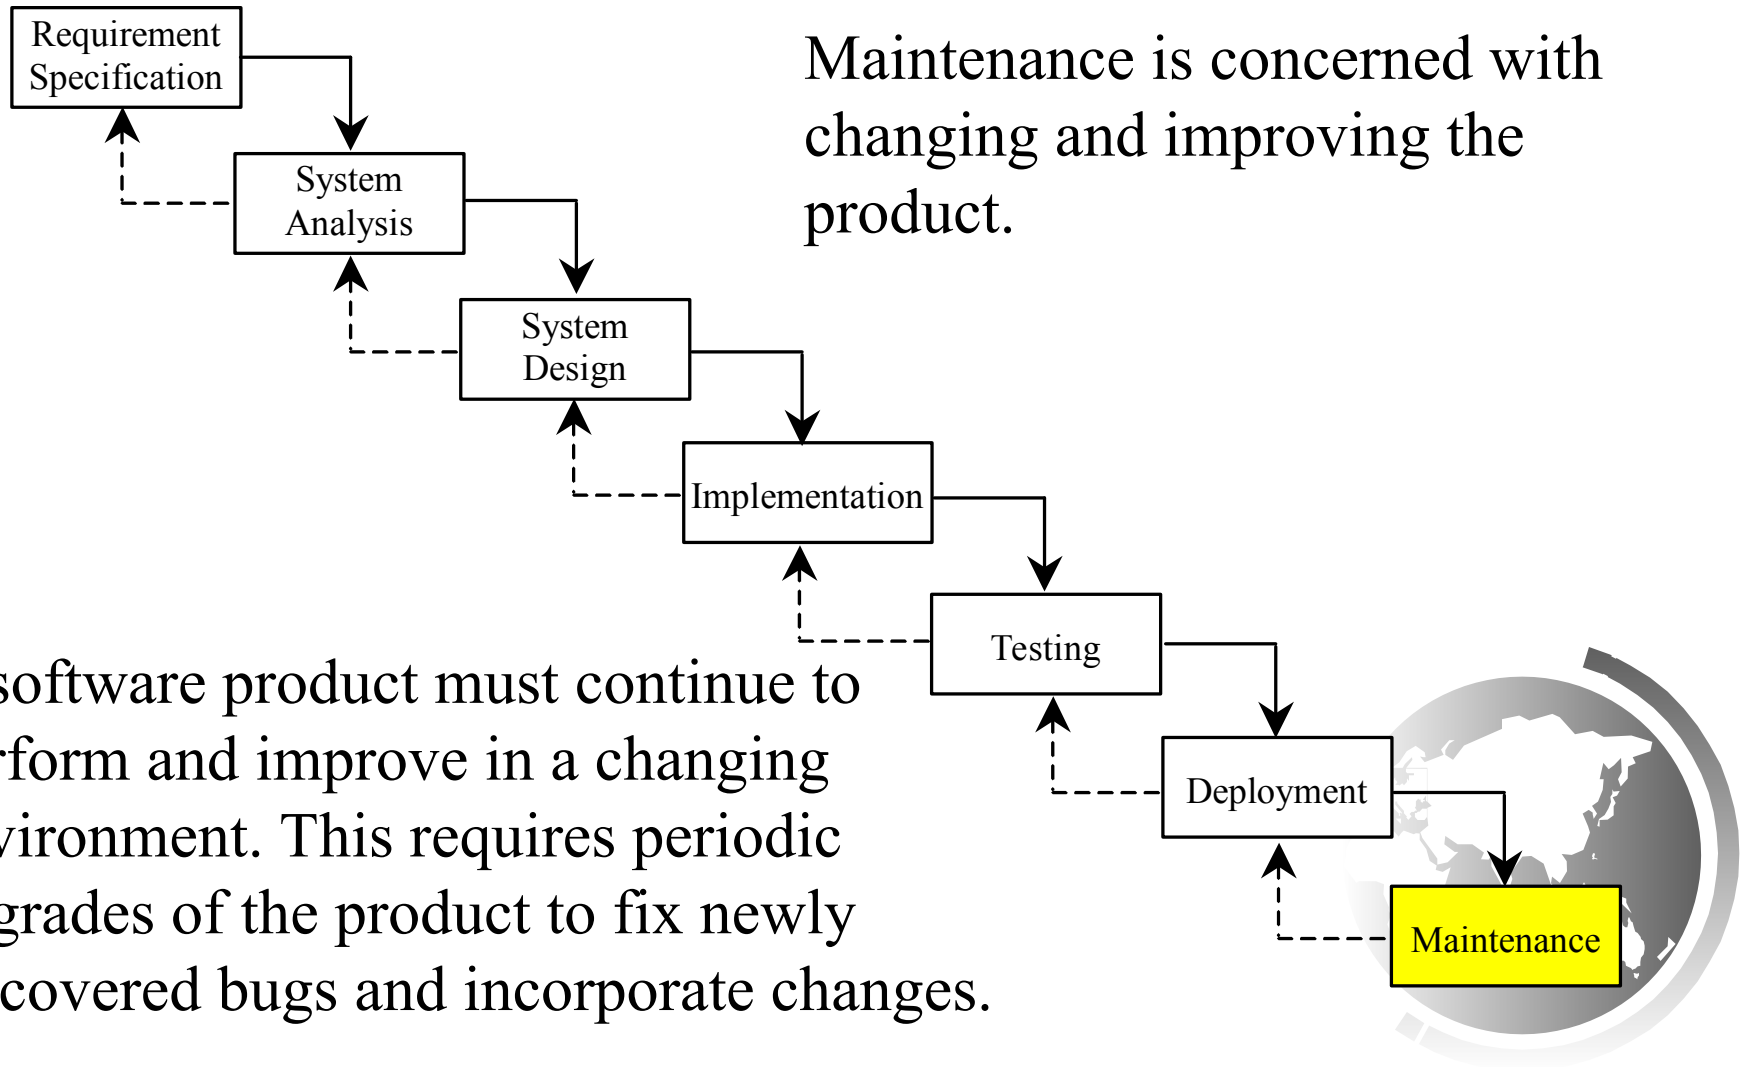 Requirement
Specification
Maintenance is concerned with
changing and improving the
product.
System
Analysis
System
Design
Implementation
Testing
software product must continue to
rform and improve in a changing
vironment. This requires periodic
grades of the product to fix newly
covered bugs and incorporate changes.
Deployment
Maintenance